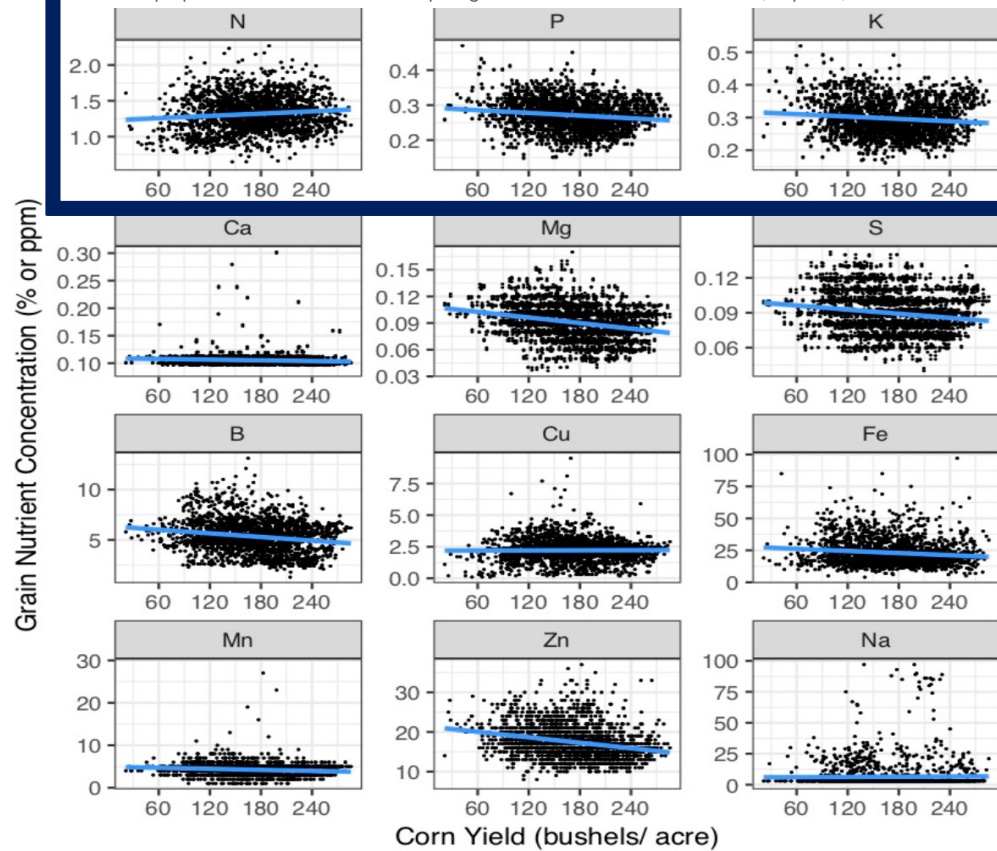 N P K
2.0 0.4 0.5
1.5 0.3 0.4
1.0 0.2 0.3
0.2
60 120 180 240 60 120 180 240 60 120 180 240
Grain Nutrient Concentration (% or ppm)
Ca Mg S
0.30 0.15 0.12
0.25 0.12 0.09
0.20 0.09 0.06
0.15 0.06
0.10 0.03
60 120 180 240 60 120 180 240 60 120 180 240
B Cu Fe
10 7.5 100
5 5.0 75
2.5 50
0.0 25
0
60 120 180 240 60 120 180 240 60 120 180 240
Mn Zn Na
30 30 100
20 20 75
10 10 50
0 25
0
60 120 180 240 60 120 180 240 60 120 180 240
Corn Yield (bushels/ acre)